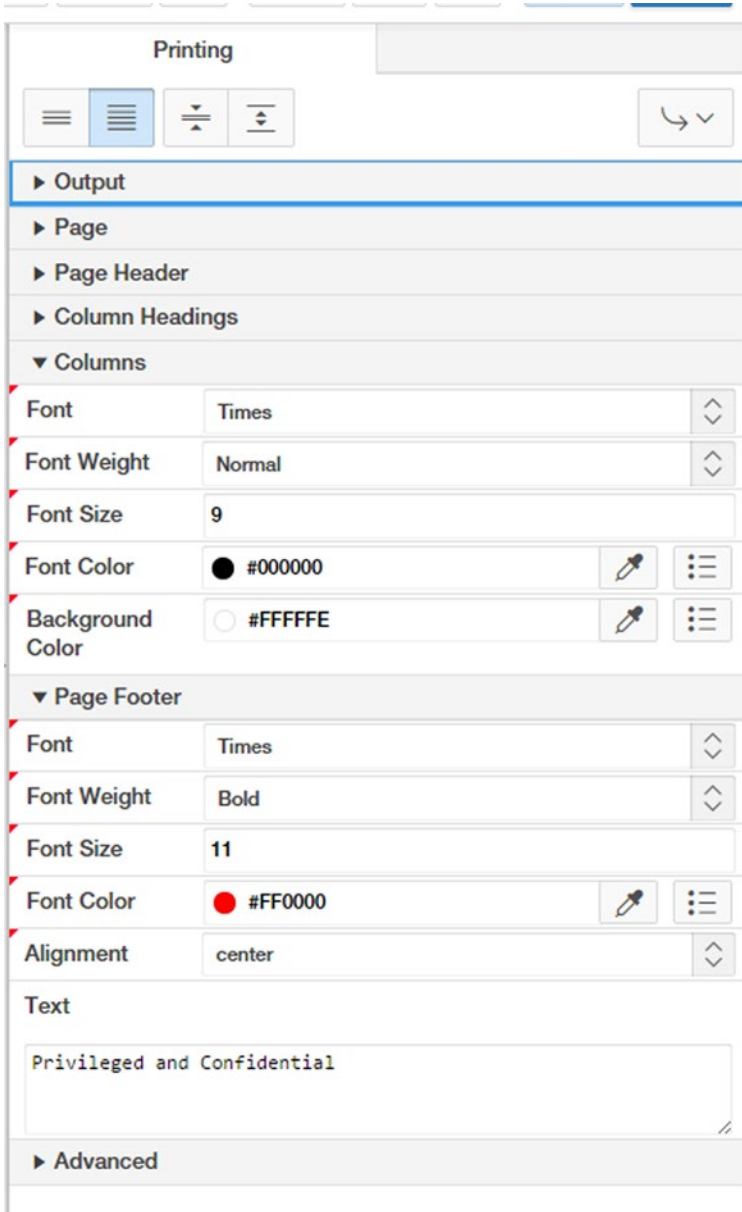 Printing
Output
Page
Page Header
Column Headings
Columns
Font Times
Font Weight Normal
Font Size 9
Font Color #000000
Background #FFFFFE
Color
Page Footer
Font Times
Font Weight Bold
Font Size 11
Font Color #FF0000
Alignment center
Text
Privileged and Confidential
Advanced